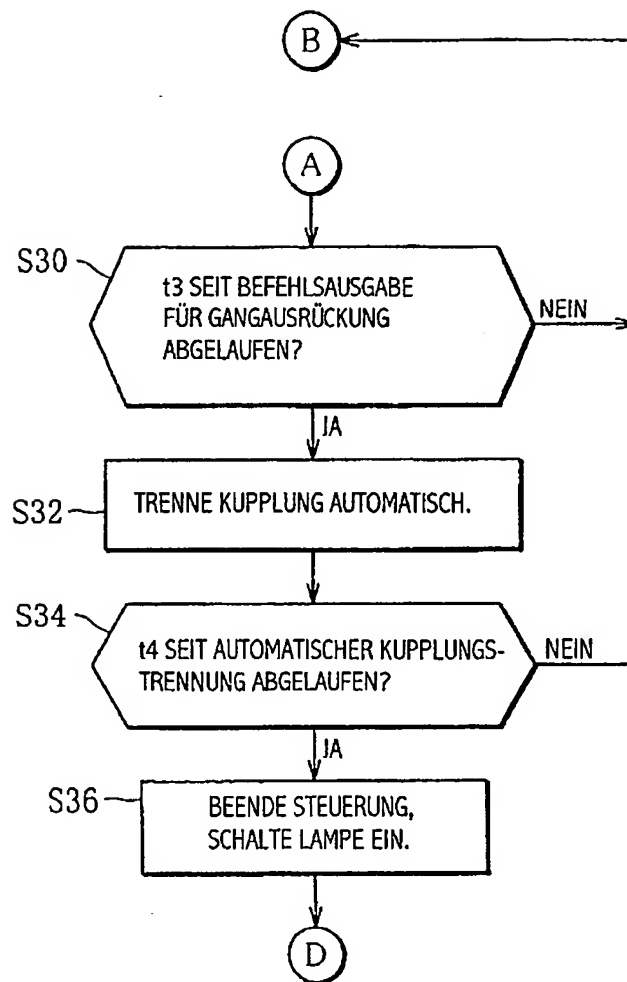 B
A
S30
t3 SEIT BEFEHLSAUSGABE
FÜR GANGAUSRÜCKUNG
ABGELAUFEN?
NEIN
JA
S32
TRENNE KUPPLUNG AUTOMATISCH.
S34
t4 SEIT AUTOMATISCHER KUPPLUNGS-
TRENNUNG ABGELAUFEN?
NEIN
JA
S36
BEENDE STEUERUNG,
SCHALTE LAMPE EIN.
D